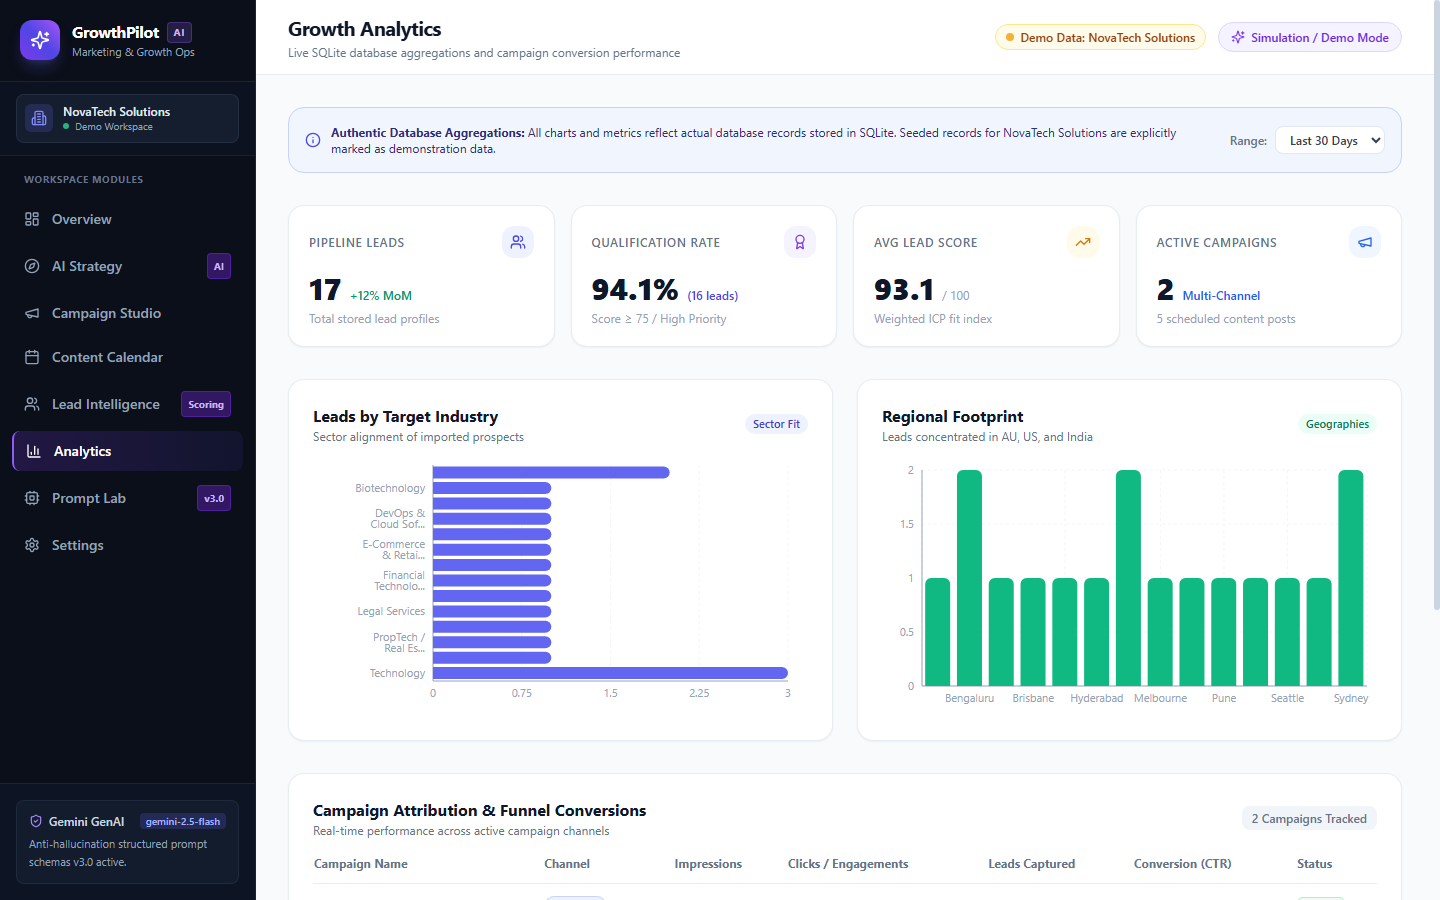 GrowthPilot AI
Marketing & Growth Ops
NovaTech Solutions
Demo Workspace
WORKSPACE MODULES
Overview
AI Strategy AI
Campaign Studio
Content Calendar
Lead Intelligence Scoring
Analytics
Prompt Lab v3.0
Settings
Gemini GenAI gemini-2.5-flash
Anti-hallucination structured prompt
schemas v3.0 active.
Growth Analytics
Live SQLite database aggregations and campaign conversion performance
Demo Data: NovaTech Solutions
Simulation / Demo Mode
Authentic Database Aggregations: All charts and metrics reflect actual database records stored in SQLite. Seeded records for NovaTech Solutions are explicitly
marked as demonstration data.
Range: Last 30 Days
PIPELINE LEADS
17 +12% MoM
Total stored lead profiles
QUALIFICATION RATE
94.1% (16 leads)
Score ≥ 75 / High Priority
AVG LEAD SCORE
93.1 / 100
Weighted ICP fit index
ACTIVE CAMPAIGNS
2 Multi-Channel
5 scheduled content posts
Leads by Target Industry
Sector alignment of imported prospects
Sector Fit
Biotechnology
DevOps &
Cloud Sof...
E-Commerce
& Retai...
Financial
Technolo...
Legal Services
PropTech /
Real Es...
Technology
0 0.75 1.5 2.25 3
Regional Footprint
Leads concentrated in AU, US, and India
Geographies
2
1.5
1
0.5
0
Bengaluru Brisbane Hyderabad Melbourne Pune Seattle Sydney
Campaign Attribution & Funnel Conversions
Real-time performance across active campaign channels
2 Campaigns Tracked
Campaign Name Channel Impressions Clicks / Engagements Leads Captured Conversion (CTR) Status